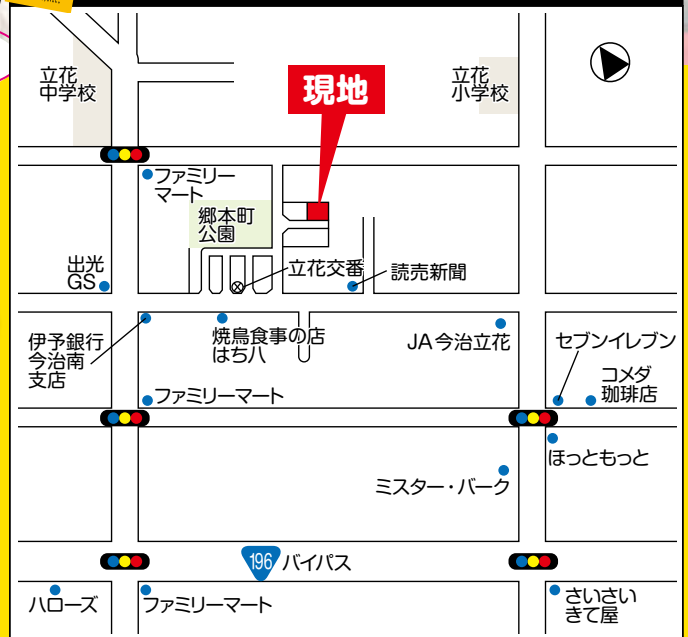 立花
中学校
現地
立花
小学校
ファミリー
マート
郷本町
公園
出光
GS
立花交番
読売新聞
伊予銀行
今治南
支店
焼鳥食事の店
はち八
JA今治立花
セブンイレブン
コメダ
珈琲店
ファミリーマート
ほっともっと
ミスター・バーク
196 バイパス
ハローズ
ファミリーマート
さいさい
きて屋